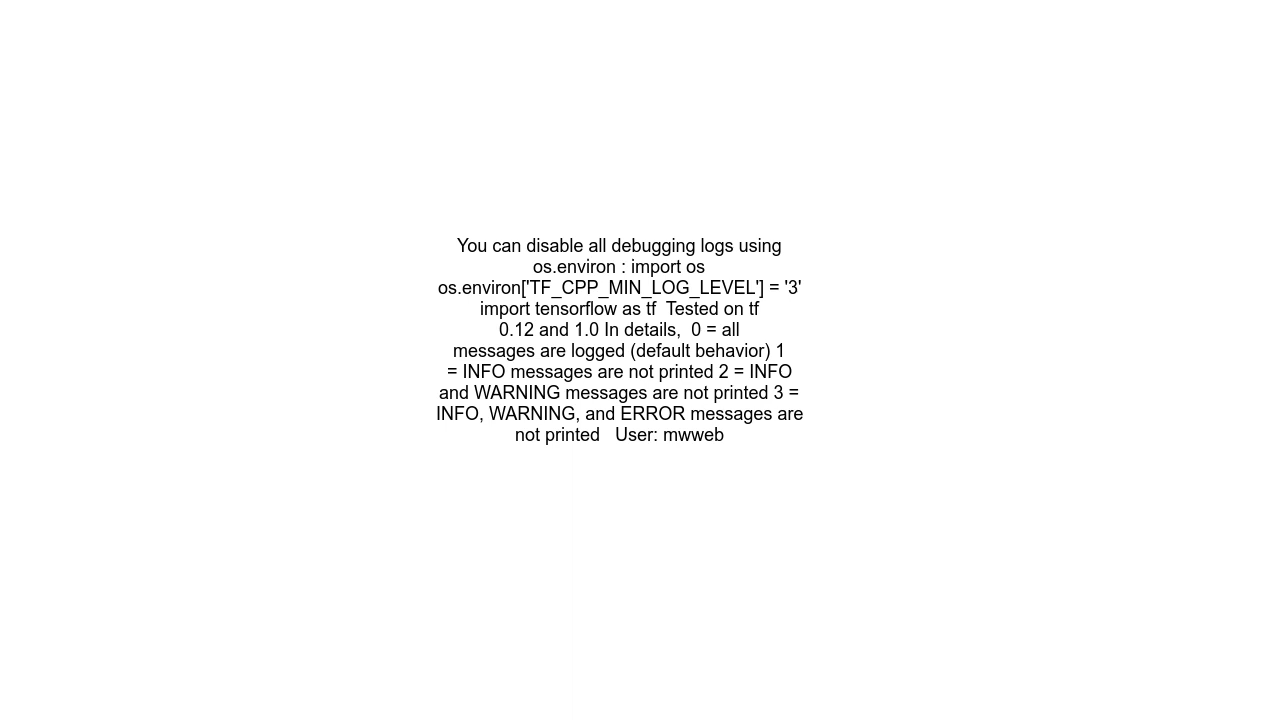 You can disable all debugging logs using
os.environ : import os
os.environ['TF_CPP_MIN_LOG_LEVEL'] = '3'
import tensorflow as tf  Tested on tf
0.12 and 1.0 In details,  0 = all
messages are logged (default behavior) 1
= INFO messages are not printed 2 = INFO
and WARNING messages are not printed 3 =
INFO, WARNING, and ERROR messages are
not printed   User: mwweb